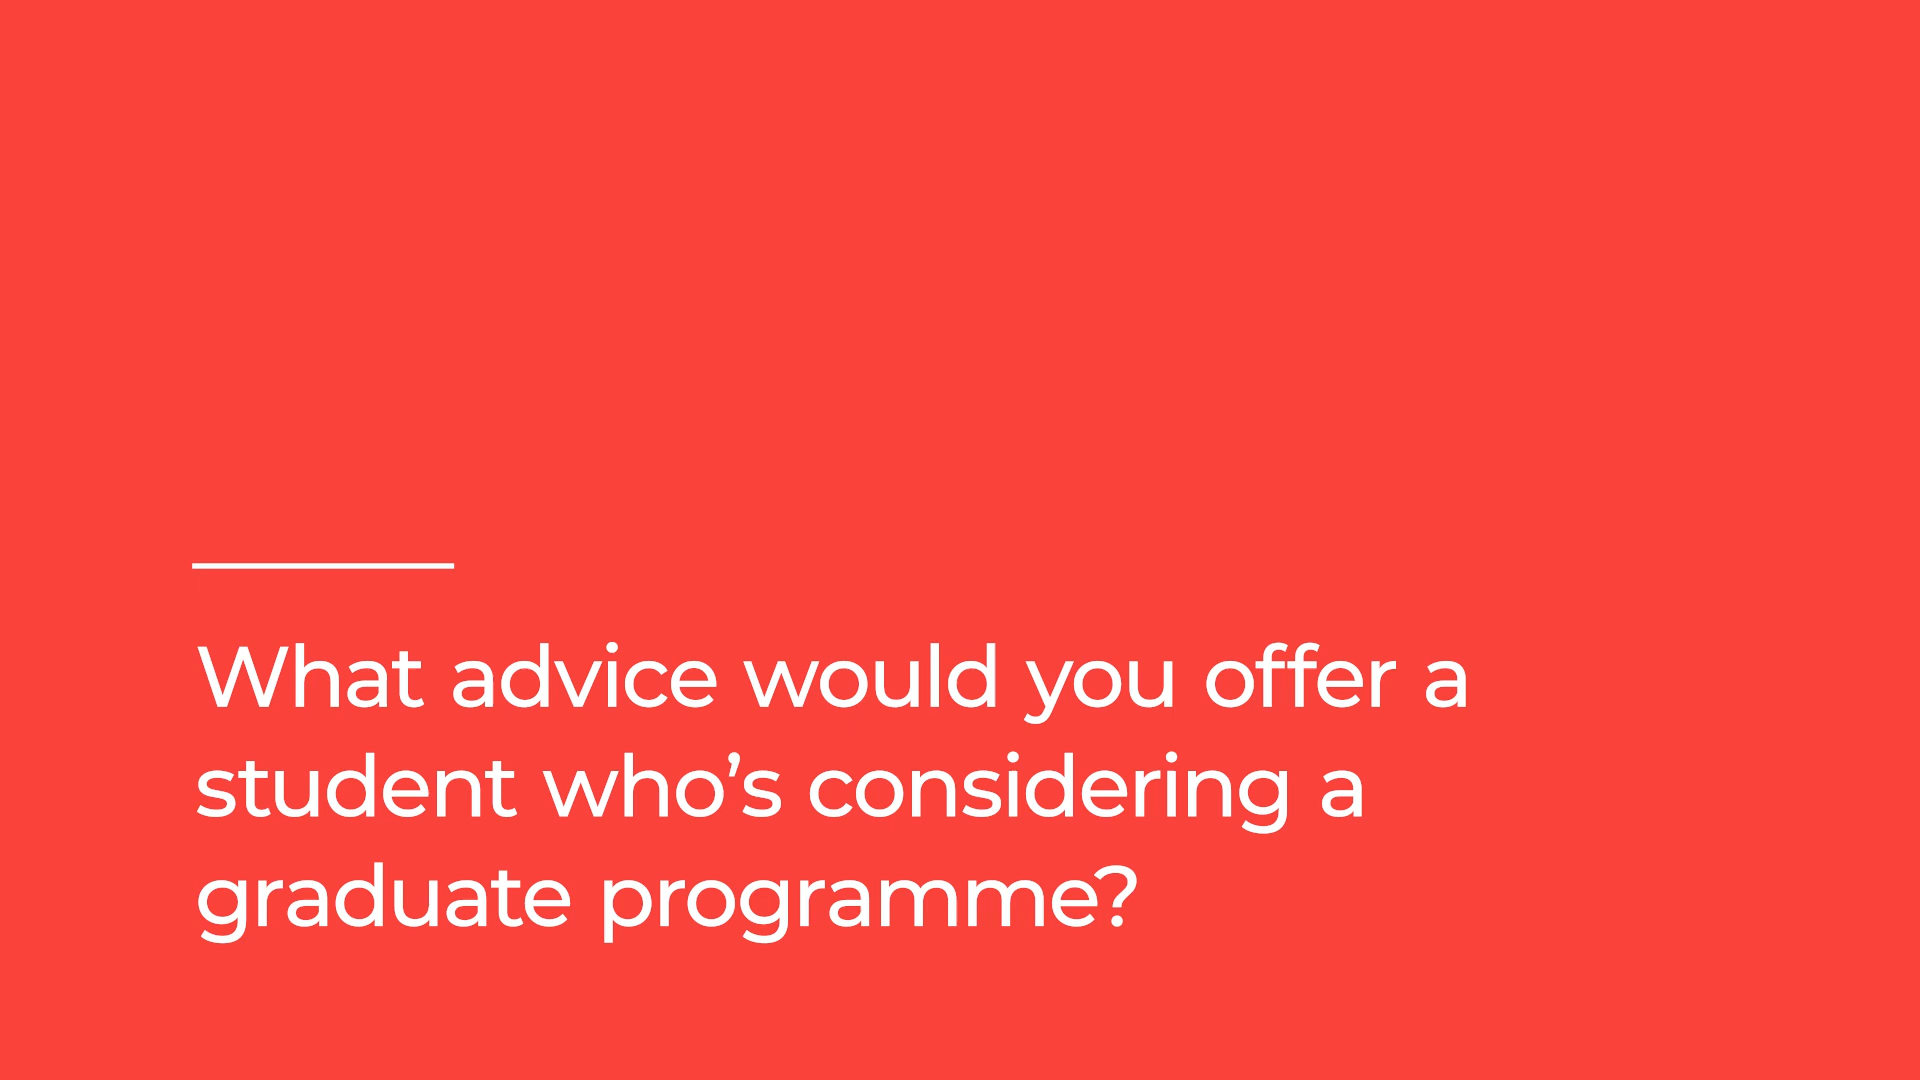 What advice would you offer a
student who’s considering a
graduate programme?